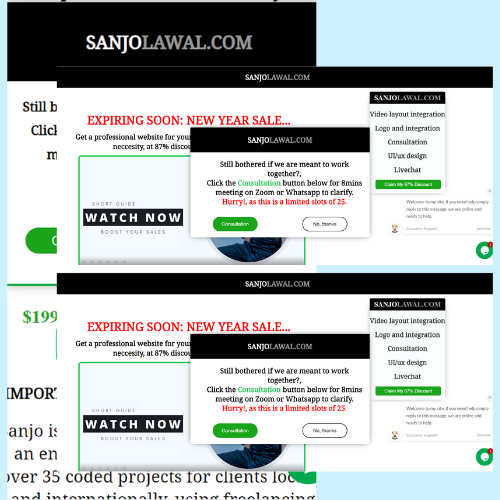 SANJOLAWAL.COM
Still b
Click
m
C
$199
IMPOR
anjo is
an en
over 35 coded projects for clients loc
and internationally, using freelancing
SANJOLAWAL.COM
EXPIRING SOON: NEW YEAR SALE...
Get a professional website for your
neccesity, at 87% discou
SHORT GUIDE
WATCH NOW
BOOST YOUR SALES
SANJOLAWAL.COM
Still bothered if we are meant to work
together?,
Click the Consultation button below for 8mins
meeting on Zoom or Whatsapp to clarify.
Hurry!, as this is a limited slots of 25.
Consultation
No, thanks
SANJOLAWAL.COM
Video layout integration
Logo and integration
Consultation
UI/ux design
Livechat
Claim My 87% Discount
Welcome to my site, if you need help empty
reply to this message, we are online and
ready to help.
Customer Support
SANJOLAWAL.COM
EXPIRING SOON: NEW YEAR SALE...
Get a professional website for your
neccesity, at 87% discou
SHORT GUIDE
WATCH NOW
BOOST YOUR SALES
SANJOLAWAL.COM
Still bothered if we are meant to work
together?,
Click the Consultation button below for 8mins
meeting on Zoom or Whatsapp to clarify.
Hurry!, as this is a limited slots of 25.
Consultation
No, thanks
SANJOLAWAL.COM
Video layout integration
Logo and integration
Consultation
UI/ux design
Livechat
Claim My 87% Discount
Welcome to my site, if you need help empty
reply to this message, we are online and
ready to help.
Customer Support